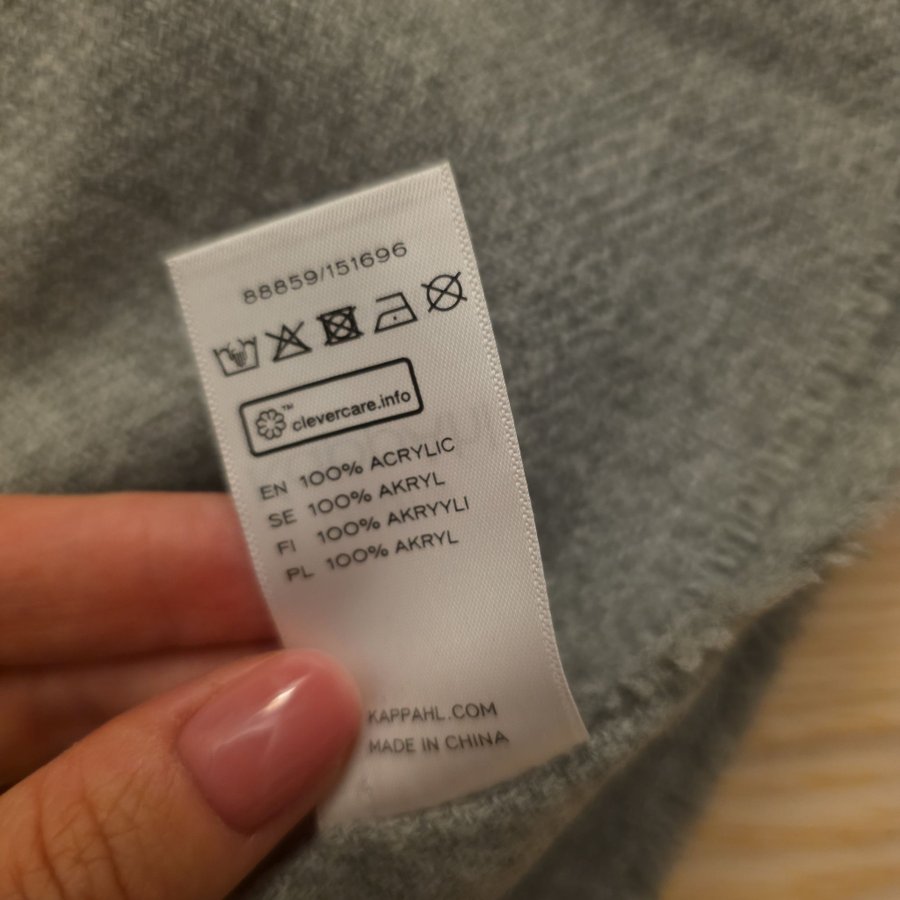 88859/151696
™ clevercare.info
EN 100% ACRYLIC
SE 100% AKRYL
FI 100% AKRYYLI
PL 100% AKRYL
KAPPAHL.COM
MADE IN CHINA